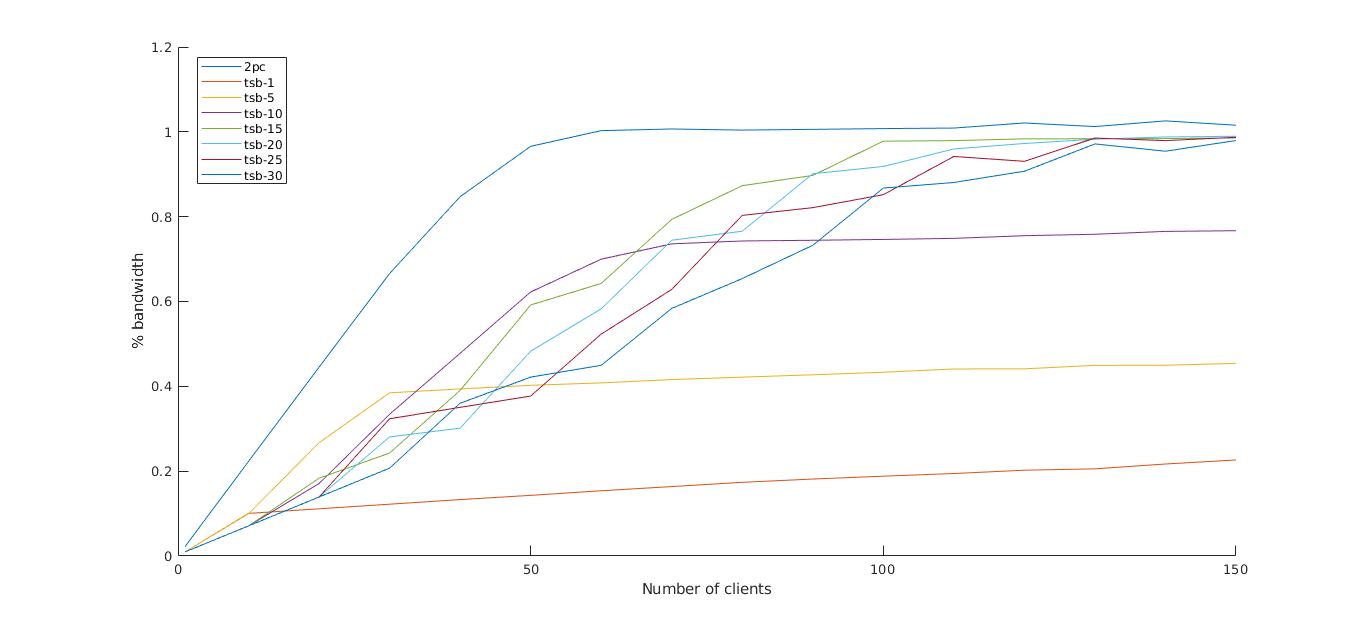 1.2
1
0.8
0.6
0.4
0.2
0
% bandwidth
2pc
tsb-1
tsb-5
tsb-10
tsb-15
tsb-20
tsb-25
tsb-30
0 50 100 150
Number of clients